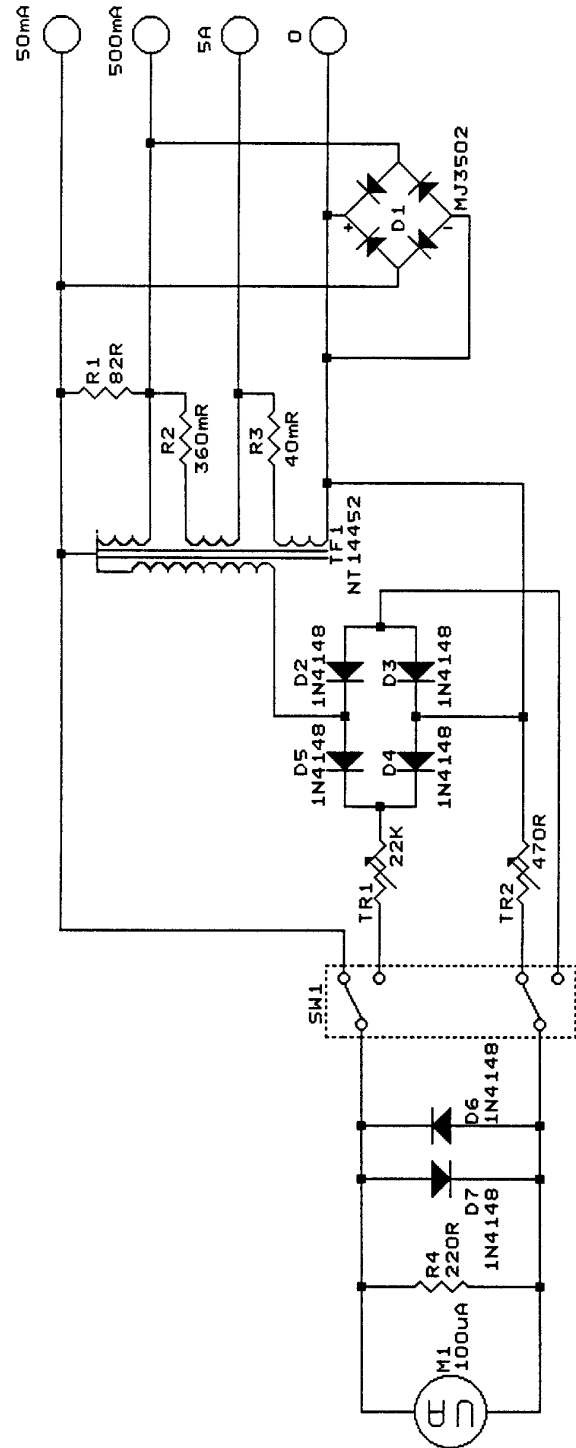 50mA
500mA
5A
0
+
D1
-
MJ3502
R1
82R
R2
360mR
R3
40mR
TF1
NT14452
D2
1N4148
D3
1N4148
D5
1N4148
D4
1N4148
TR1
22K
TR2
470R
SW1
D6
1N4148
D7
1N4148
R4
220R
M1
100uA
UA